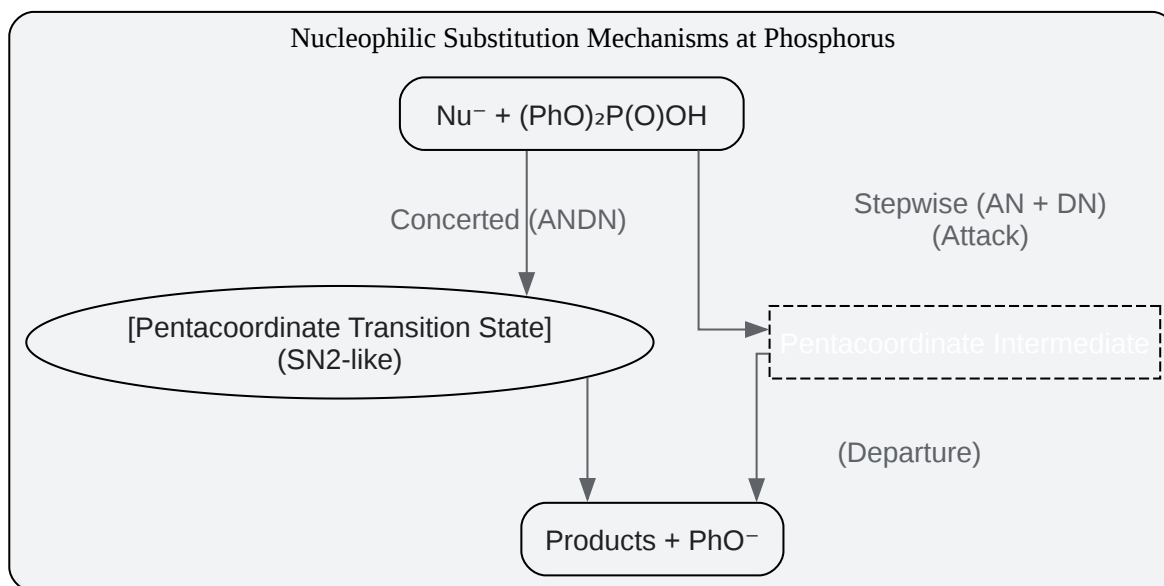 Nucleophilic Substitution Mechanisms at Phosphorus
Nu⁻ + (PhO)₂P(O)OH
Concerted (ANDN)
Stepwise (AN + DN)
(Attack)
[Pentacoordinate Transition State]
(SN2-like)
Pentacoordinate Intermediate
(Departure)
Products + PhO⁻